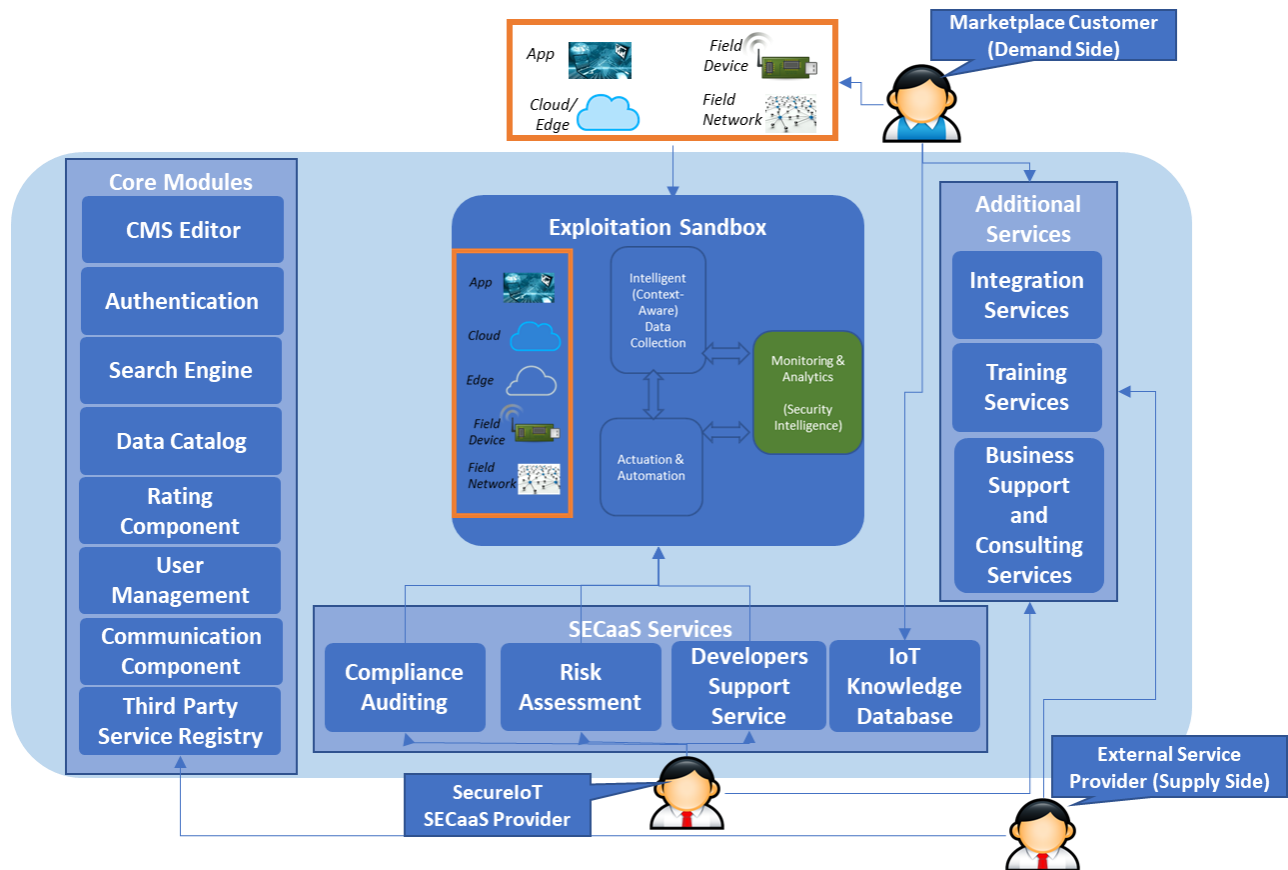 Marketplace Customer
(Demand Side)
App
Field
Device
Cloud/
Edge
Field
Network
Core Modules
CMS Editor
Authentication
Search Engine
Data Catalog
Rating
Component
User
Management
Communication
Component
Third Party
Service Registry
Exploitation Sandbox
App
Cloud
Edge
Field
Device
Field
Network
Intelligent
(Context-
Aware)
Data
Collection
Monitoring &
Analytics
(Security
Intelligence)
Actuation &
Automation
Additional
Services
Integration
Services
Training
Services
Business
Support
and
Consulting
Services
SECaaS Services
Compliance
Auditing
Risk
Assessment
Developers
Support
Service
IoT
Knowledge
Database
SecureIoT
SECaaS Provider
External Service
Provider (Supply Side)